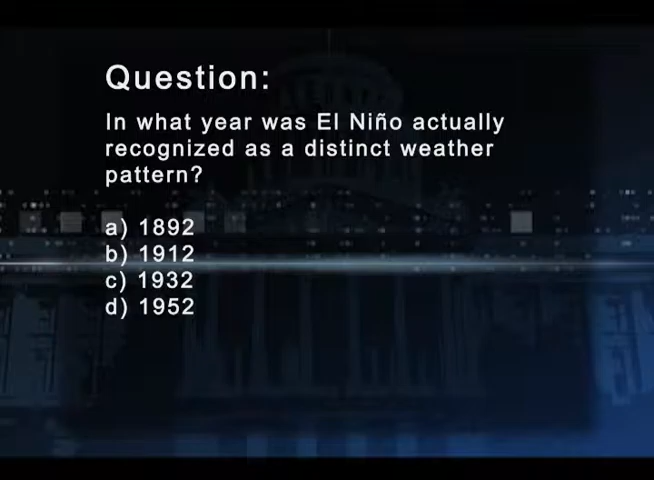 Question:
In what year was El Niño actually
recognized as a distinct weather
pattern?
a) 1892
b) 1912
c) 1932
d) 1952